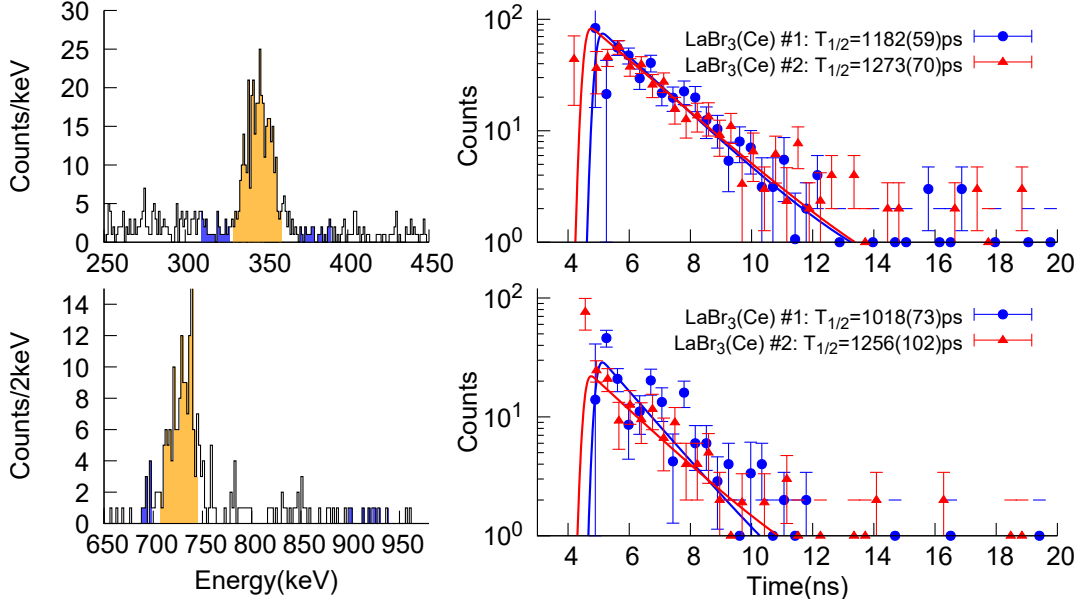 Counts/keV
30
25
20
15
10
5
0
250 300 350 400 450
Counts
10²
10¹
10⁰
4 6 8 10 12 14 16 18 20
LaBr₃(Ce) #1: T₁/₂=1182(59)ps
LaBr₃(Ce) #2: T₁/₂=1273(70)ps
Counts/2keV
14
12
10
8
6
4
2
0
650 700 750 800 850 900 950
Energy(keV)
Counts
10²
10¹
10⁰
4 6 8 10 12 14 16 18 20
Time(ns)
LaBr₃(Ce) #1: T₁/₂=1018(73)ps
LaBr₃(Ce) #2: T₁/₂=1256(102)ps